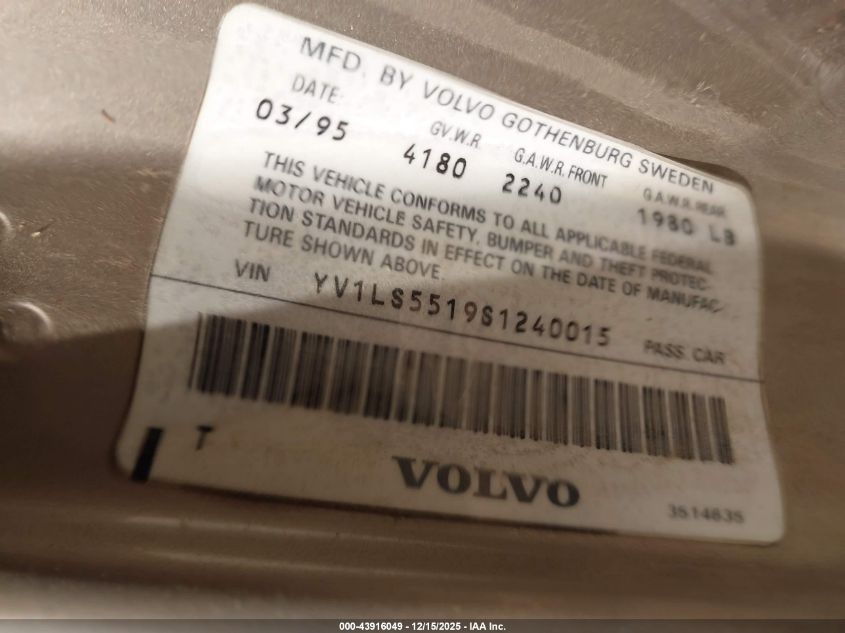 MFD. BY VOLVO GOTHENBURG SWEDEN
DATE: G.V.W.R. G.A.W.R. FRONT G.A.W.R. REAR
03/95 4180 2240 1980 LB
THIS VEHICLE CONFORMS TO ALL APPLICABLE FEDERAL
MOTOR VEHICLE SAFETY, BUMPER AND THEFT PROTEC-
TION STANDARDS IN EFFECT ON THE DATE OF MANUFAC-
TURE SHOWN ABOVE.
VIN YV1LS5519S1240015 PASS. CAR
T
VOLVO
3514635
000-43916049 - 12/15/2025 - IAA Inc.